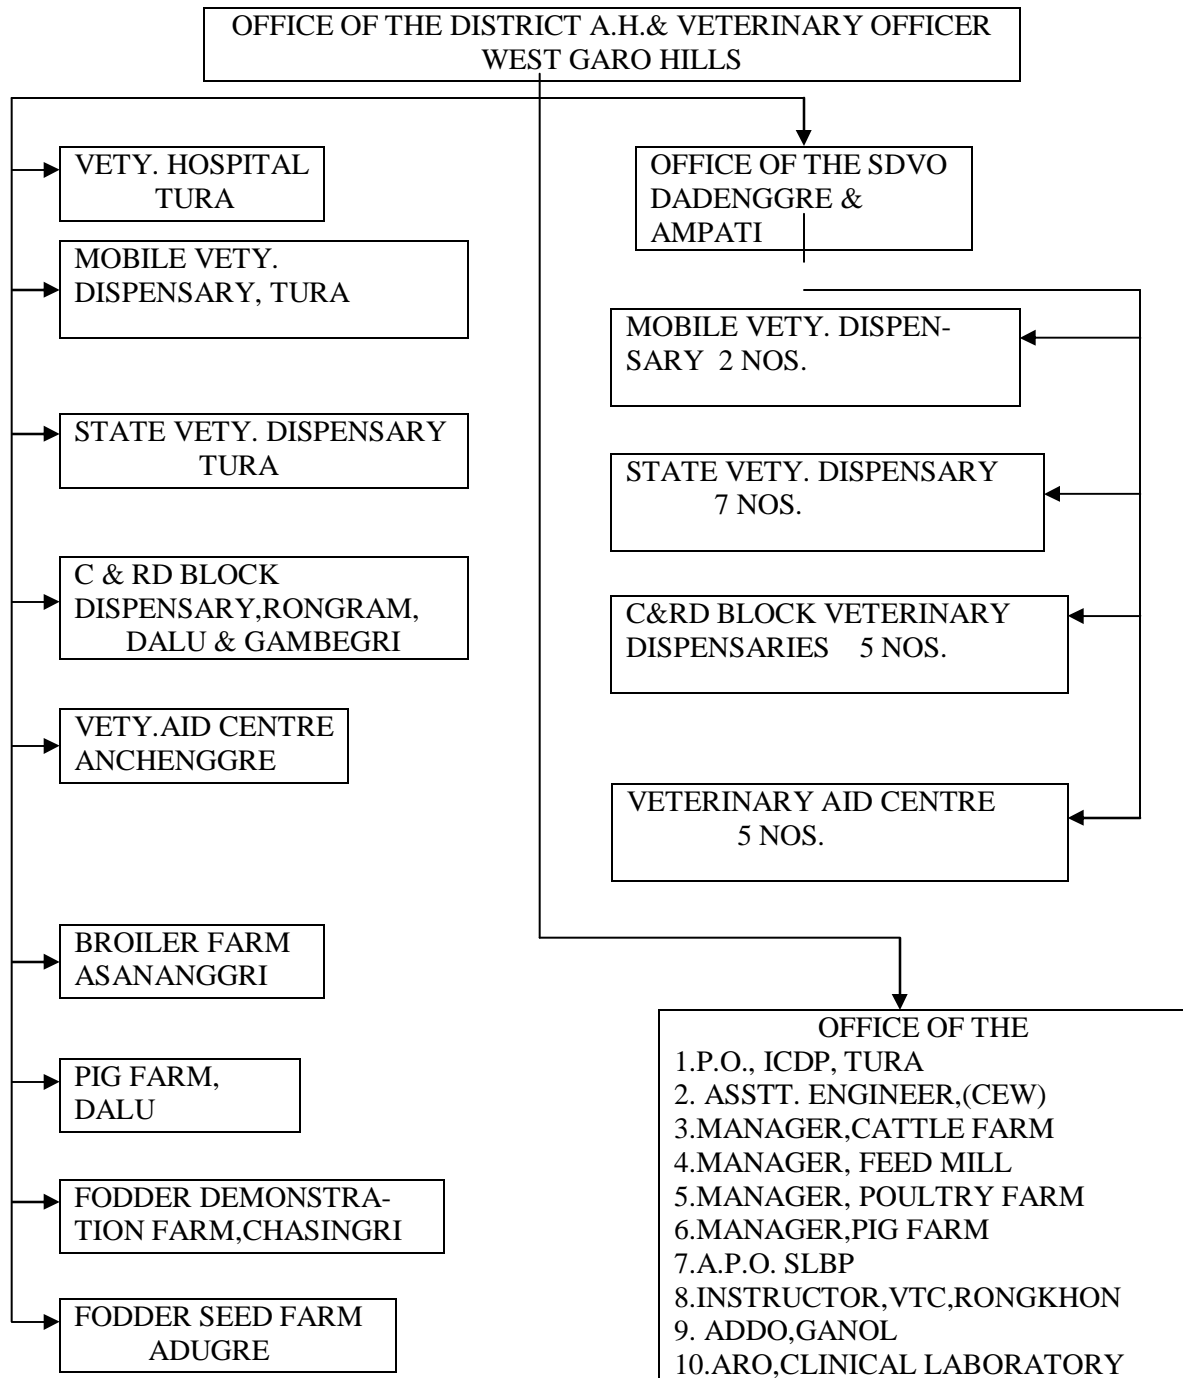 OFFICE OF THE DISTRICT A.H.& VETERINARY OFFICER
WEST GARO HILLS
VETY. HOSPITAL
TURA
MOBILE VETY.
DISPENSARY, TURA
STATE VETY. DISPENSARY
TURA
C & RD BLOCK
DISPENSARY,RONGRAM,
DALU & GAMBEGRI
VETY.AID CENTRE
ANCHENGGRE
BROILER FARM
ASANANGGRI
PIG FARM,
DALU
FODDER DEMONSTRA-
TION FARM,CHASINGRI
FODDER SEED FARM
ADUGRE
OFFICE OF THE SDVO
DADENGGRE &
AMPATI
MOBILE VETY. DISPEN-
SARY 2 NOS.
STATE VETY. DISPENSARY
7 NOS.
C&RD BLOCK VETERINARY
DISPENSARIES 5 NOS.
VETERINARY AID CENTRE
5 NOS.
OFFICE OF THE
1.P.O., ICDP, TURA
2. ASSTT. ENGINEER,(CEW)
3.MANAGER,CATTLE FARM
4.MANAGER, FEED MILL
5.MANAGER, POULTRY FARM
6.MANAGER,PIG FARM
7.A.P.O. SLBP
8.INSTRUCTOR,VTC,RONGKHON
9. ADDO,GANOL
10.ARO,CLINICAL LABORATORY